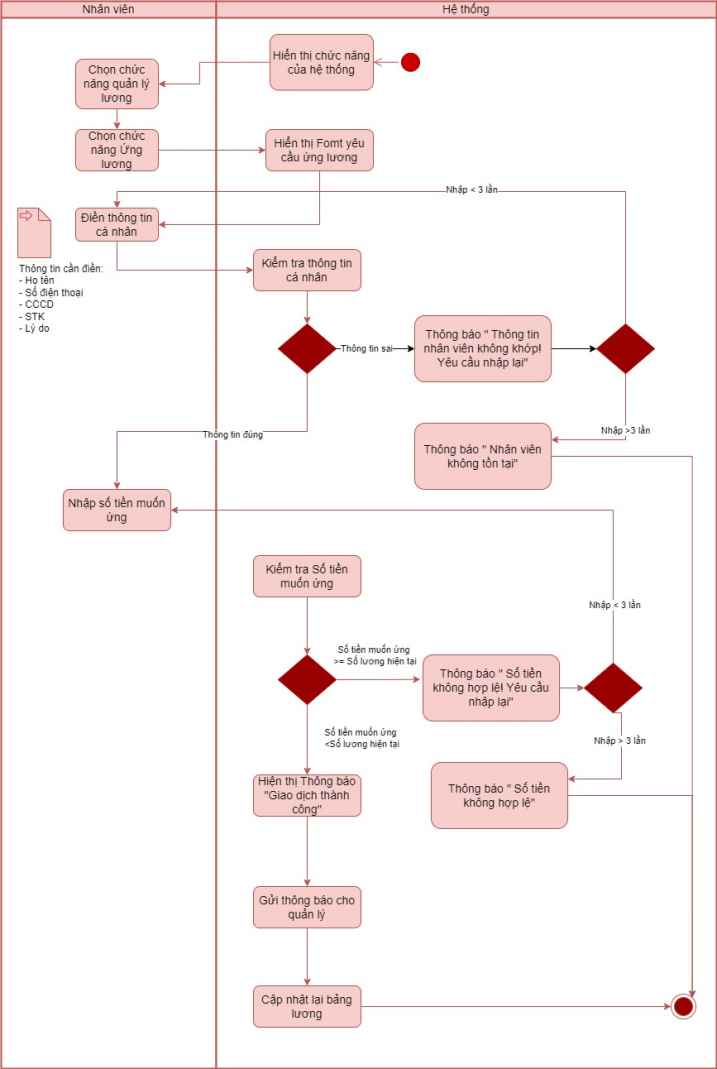 Nhân viên
Hệ thống
Hiển thị chức năng
của hệ thống
Chọn chức
năng quản lý
lương
Chọn chức
năng Ứng
lương
Hiển thị Fomt yêu
cầu ứng lương
Nhập < 3 lần
Điền thông tin
cá nhân
Thông tin cần điền:
- Họ tên
- Số điện thoại
- CCCD
- STK
- Lý do
Kiểm tra thông tin
cá nhân
Thông tin sai
Thông báo " Thông tin
nhân viên không khớp!
Yêu cầu nhập lại"
Nhập >3 lần
Thông tin đúng
Thông báo " Nhân viên
không tồn tại"
Nhập số tiền muốn
ứng
Kiểm tra Số tiền
muốn ứng
Nhập < 3 lần
Số tiền muốn ứng
>= Số lương hiện tại
Thông báo " Số tiền
không hợp lệ! Yêu cầu
nhập lại"
Số tiền muốn ứng
<Số lương hiện tại
Nhập > 3 lần
Hiện thị Thông báo
"Giao dịch thành
công"
Thông báo " Số tiền
không hợp lệ"
Gửi thông báo cho
quản lý
Cập nhật lại bảng
lương